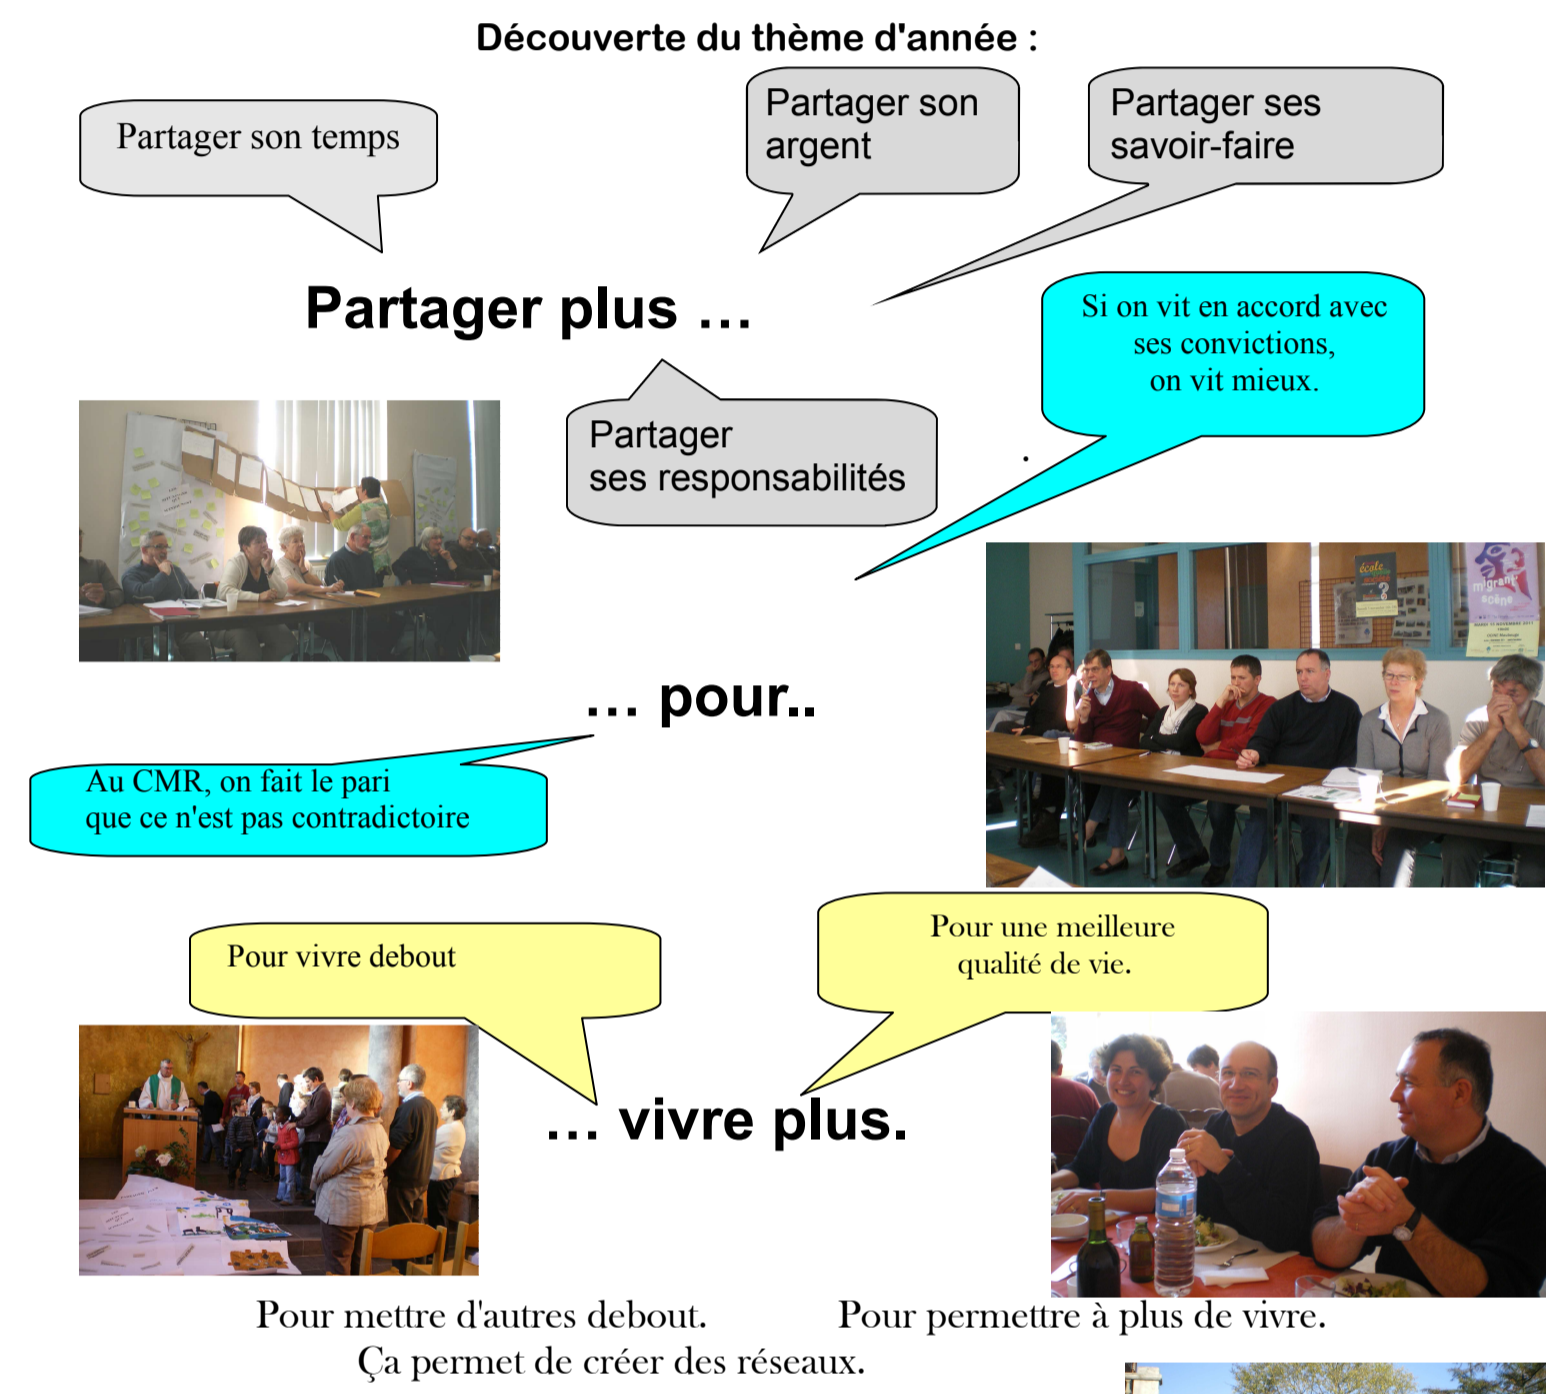 Découverte du thème d'année :
Partager son temps
Partager son
argent
Partager ses
savoir-faire
Partager plus …
Si on vit en accord avec
ses convictions,
on vit mieux.
Partager
ses responsabilités
.
école
?
migrant
scène
… pour..
Au CMR, on fait le pari
que ce n'est pas contradictoire
Pour vivre debout
Pour une meilleure
qualité de vie.
… vivre plus.
Pour mettre d'autres debout.
Pour permettre à plus de vivre.
Ça permet de créer des réseaux.